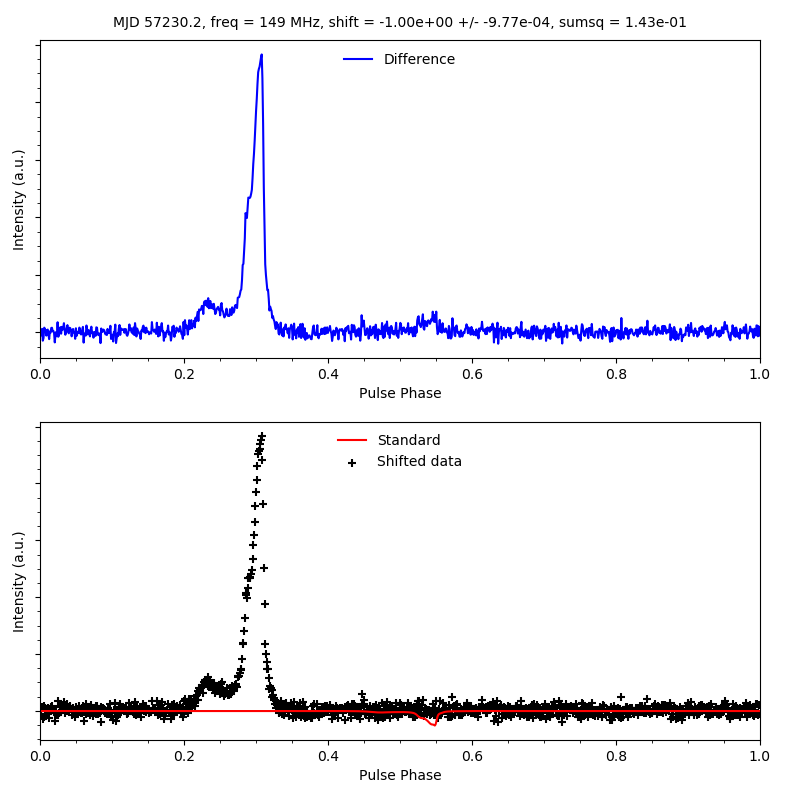 MJD 57230.2, freq = 149 MHz, shift = -1.00e+00 +/- -9.77e-04, sumsq = 1.43e-01
Difference
Intensity (a.u.)
0.0 0.2 0.4 0.6 0.8 1.0
Pulse Phase
Standard
Shifted data
Intensity (a.u.)
0.0 0.2 0.4 0.6 0.8 1.0
Pulse Phase